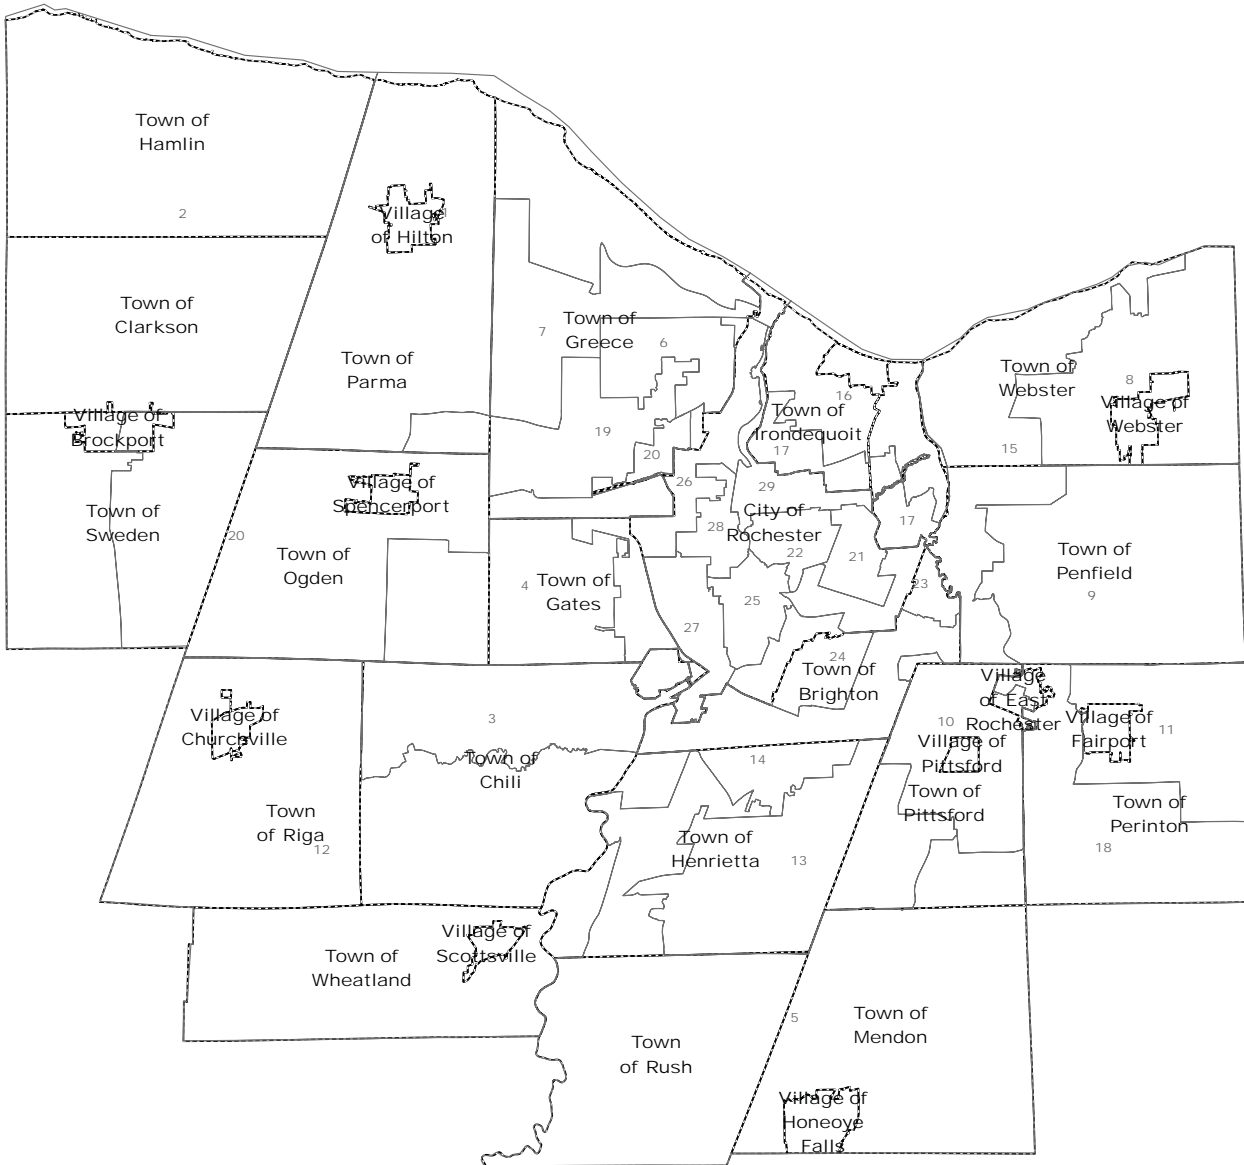 Town of
Hamlin
2
Village
of Hilton
1
Town of
Clarkson
Town of
Parma
7
Town of
Greece
6
Town of
Webster
8
Village of
Webster
16
Town of
Irondequoit
17
15
Village of
Brockport
19
20
Town of
Sweden
20
Village of
Spencerport
Town of
Ogden
26
29
City of
Rochester
28
22
21
17
Town of
Penfield
9
4
Town of
Gates
25
23
27
24
Town of
Brighton
Village of
Churchville
3
Town of
Chili
14
Village
of East
Rochester
10
Village of
Pittsford
Town of
Pittsford
Village of
Fairport
11
Town of
Perinton
18
Town
of Riga
12
Town of
Henrietta
13
Village of
Scottsville
Town of
Wheatland
Town
of Rush
5
Town of
Mendon
Village of
Honeoye
Falls